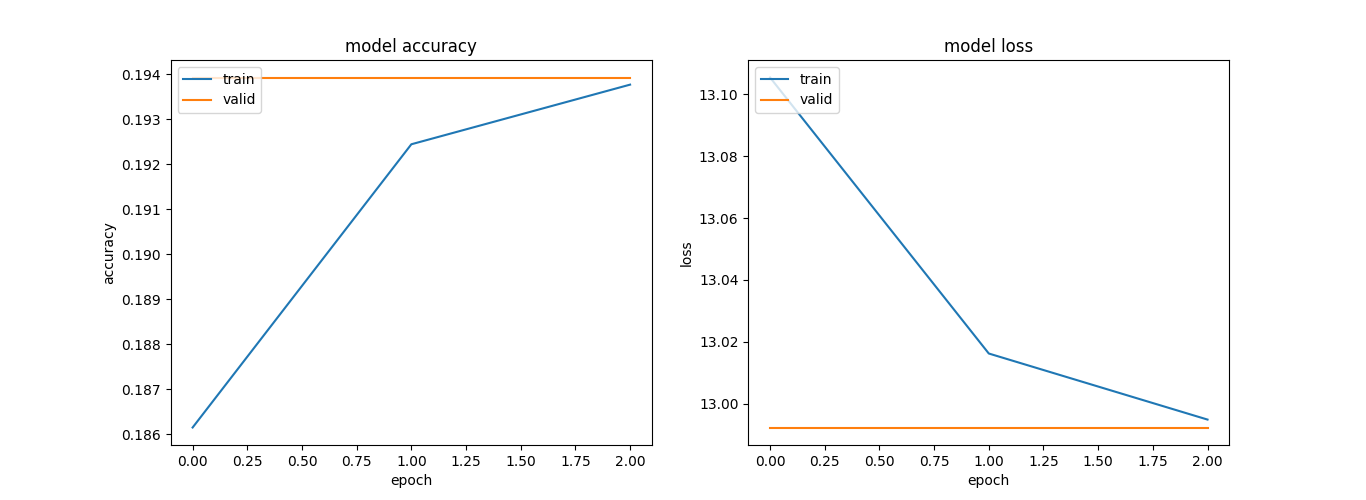 model accuracy
train
valid
0.194
0.193
0.192
0.191
0.190
0.189
0.188
0.187
0.186
accuracy
0.00 0.25 0.50 0.75 1.00 1.25 1.50 1.75 2.00
epoch
model loss
train
valid
13.10
13.08
13.06
13.04
13.02
13.00
loss
0.00 0.25 0.50 0.75 1.00 1.25 1.50 1.75 2.00
epoch